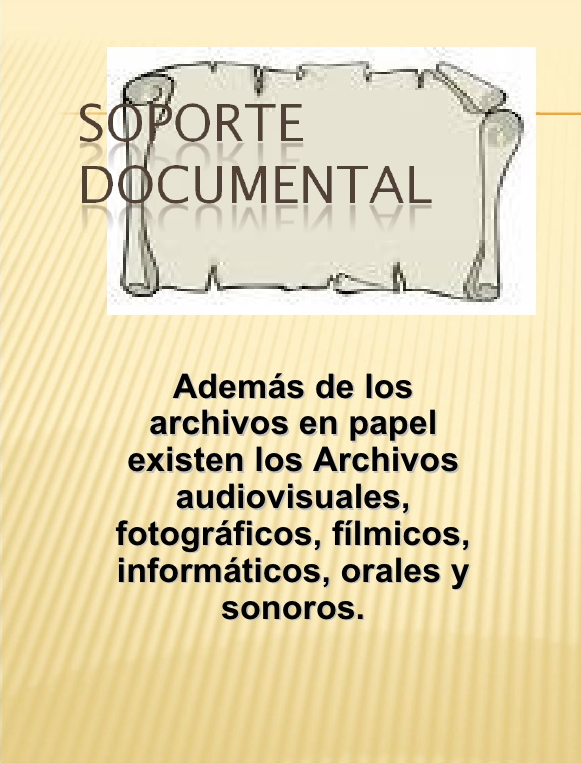 SOPORTE
DOCUMENTAL
Además de los
archivos en papel
existen los Archivos
audiovisuales,
fotográficos, fílmicos,
informáticos, orales y
sonoros.